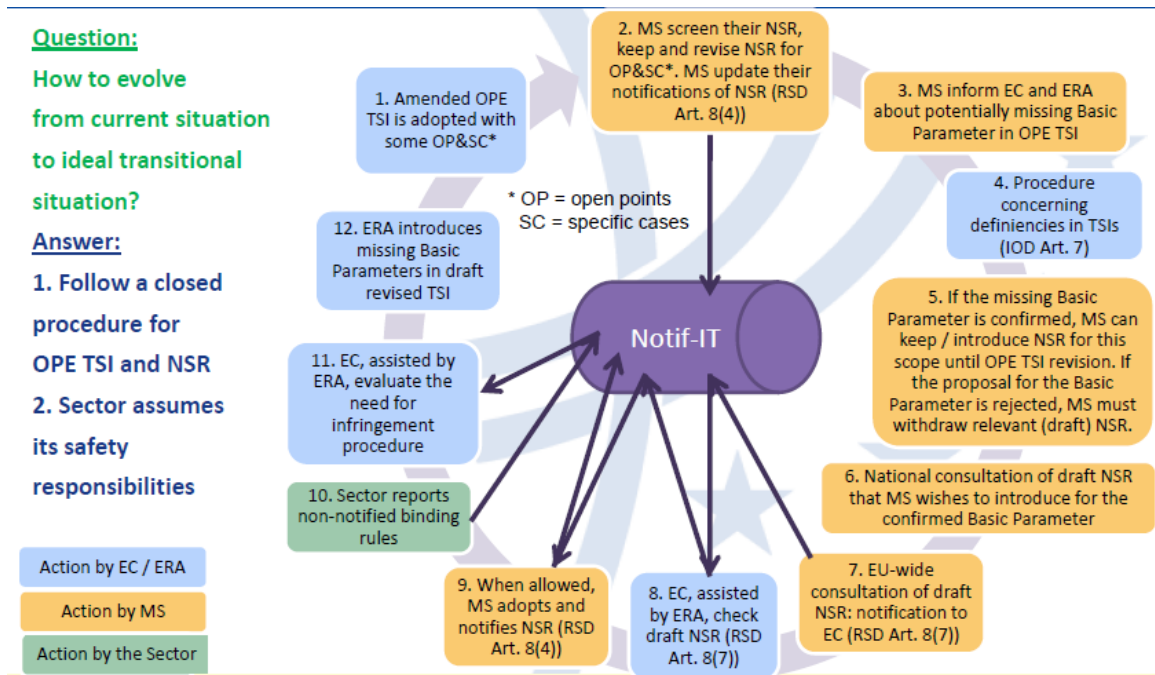 Question:
How to evolve
from current situation
to ideal transitional
situation?
Answer:
1. Follow a closed
procedure for
OPE TSI and NSR
2. Sector assumes
its safety
responsibilities
Action by EC / ERA
Action by MS
Action by the Sector
1. Amended OPE
TSI is adopted with
some OP&SC*
2. MS screen their NSR,
keep and revise NSR for
OP&SC*. MS update their
notifications of NSR (RSD
Art. 8(4))
3. MS inform EC and ERA
about potentially missing Basic
Parameter in OPE TSI
4. Procedure
concerning
definiencies in TSIs
(IOD Art. 7)
5. If the missing Basic
Parameter is confirmed, MS can
keep / introduce NSR for this
scope until OPE TSI revision. If
the proposal for the Basic
Parameter is rejected, MS must
withdraw relevant (draft) NSR.
6. National consultation of draft NSR
that MS wishes to introduce for the
confirmed Basic Parameter
7. EU-wide
consultation of draft
NSR: notification to
EC (RSD Art. 8(7))
8. EC, assisted
by ERA, check
draft NSR (RSD
Art. 8(7))
9. When allowed,
MS adopts and
notifies NSR (RSD
Art. 8(4))
10. Sector reports
non-notified binding
rules
11. EC, assisted by
ERA, evaluate the
need for
infringement
procedure
12. ERA introduces
missing Basic
Parameters in draft
revised TSI
* OP = open points
SC = specific cases
Notif-IT